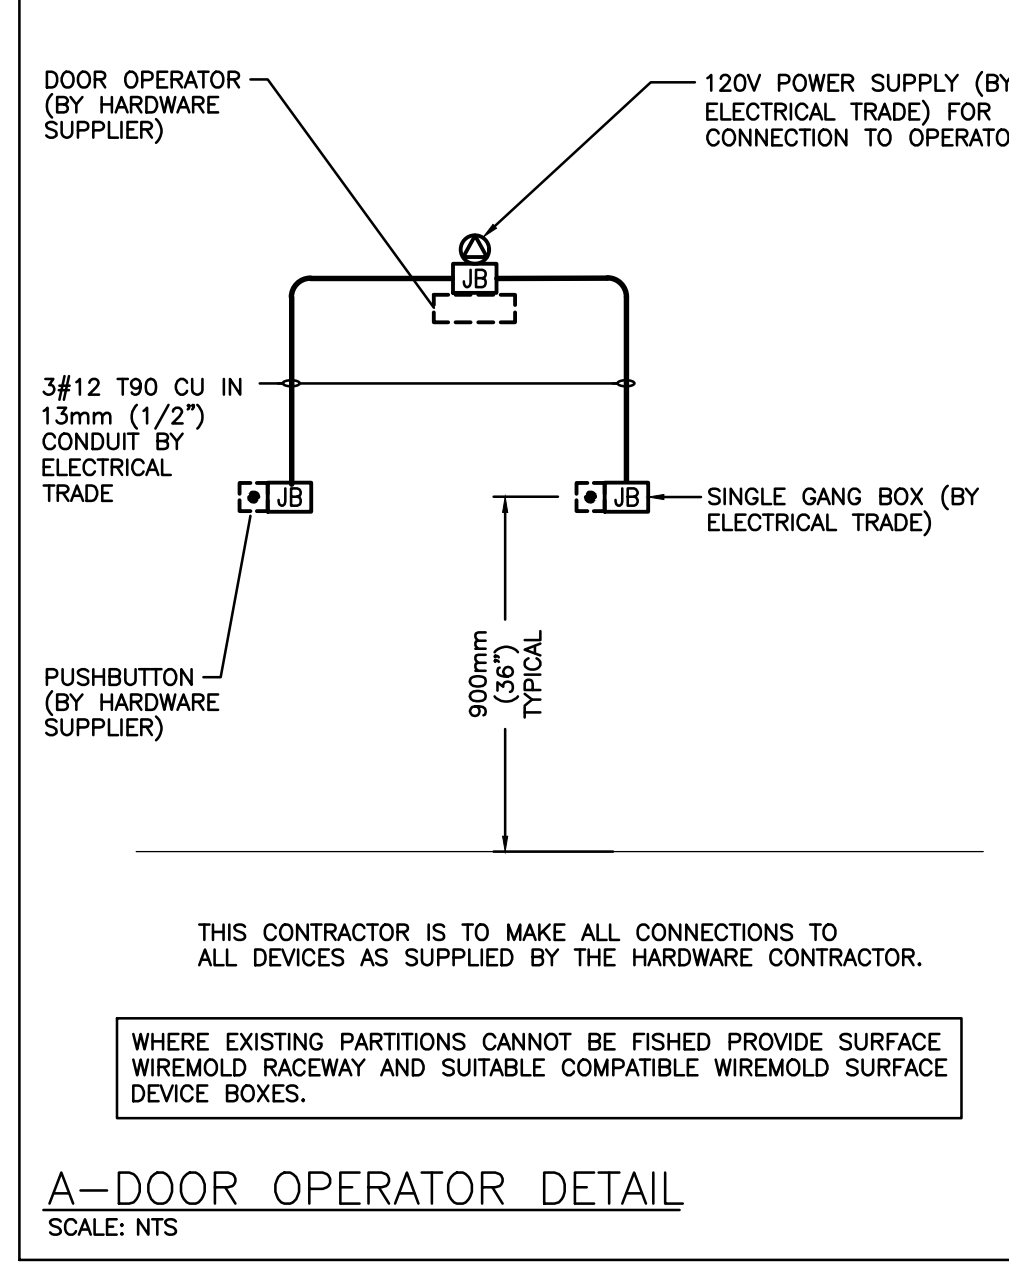 DOOR OPERATOR
(BY HARDWARE
SUPPLIER)
120V POWER SUPPLY (BY
ELECTRICAL TRADE) FOR
CONNECTION TO OPERATO
JB
3#12 T90 CU IN
13mm (1/2")
CONDUIT BY
ELECTRICAL
TRADE
JB
JB
SINGLE GANG BOX (BY
ELECTRICAL TRADE)
900mm
(36")
TYPICAL
PUSHBUTTON
(BY HARDWARE
SUPPLIER)
THIS CONTRACTOR IS TO MAKE ALL CONNECTIONS TO
ALL DEVICES AS SUPPLIED BY THE HARDWARE CONTRACTOR.
WHERE EXISTING PARTITIONS CANNOT BE FISHED PROVIDE SURFACE
WIREMOLD RACEWAY AND SUITABLE COMPATIBLE WIREMOLD SURFACE
DEVICE BOXES.
A-DOOR OPERATOR DETAIL
SCALE: NTS